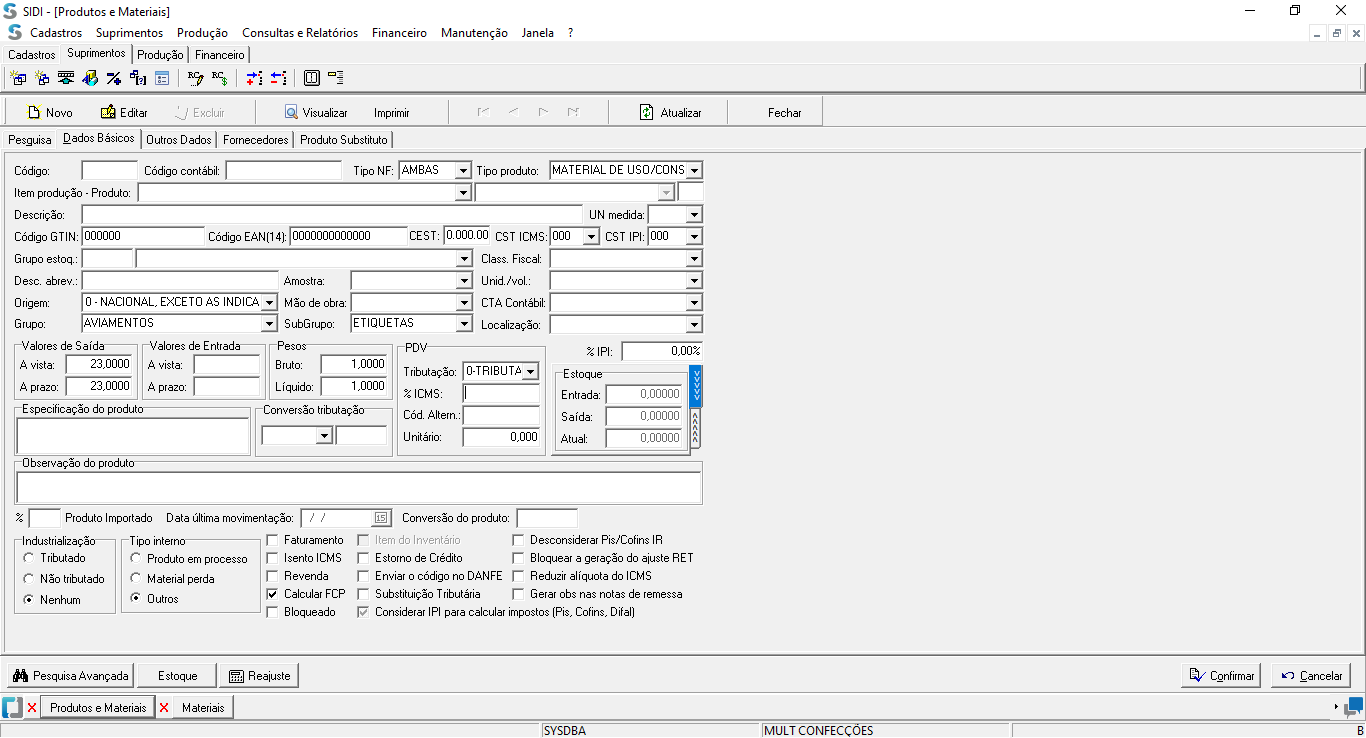 SIDI - [Produtos e Materiais]
Cadastros Suprimentos Produção Consultas e Relatórios Financeiro Manutenção Janela ?
Cadastros Suprimentos Produção Financeiro
Novo Editar Excluir Visualizar Imprimir Atualizar Fechar
Pesquisa Dados Básicos Outros Dados Fornecedores Produto Substituto
Código: Código contábil: Tipo NF: AMBAS Tipo produto: MATERIAL DE USO/CONS
Item produção - Produto:
Descrição: UN medida:
Código GTIN: 000000 Código EAN(14): 0000000000000 CEST: 0.000.00 CST ICMS: 000 CST IPI: 000
Grupo estoq.: Class. Fiscal:
Desc. abrev.: Amostra: Unid./vol.:
Origem: 0 - NACIONAL, EXCETO AS INDICA Mão de obra: CTA Contábil:
Grupo: AVIAMENTOS SubGrupo: ETIQUETAS Localização:
Valores de Saída Valores de Entrada Pesos PDV % IPI: 0,00%
A vista: 23,0000 A vista: Bruto: 1,0000 Tributação: 0-TRIBUTA Estoque
A prazo: 23,0000 A prazo: Líquido: 1,0000 % ICMS: Entrada: 0,00000
Especificação do produto Conversão tributação Cód. Altern.: Saída: 0,00000
Unitário: 0,000 Atual: 0,00000
Observação do produto
% Produto Importado Data última movimentação: / / 15 Conversão do produto:
Industrialização Tipo interno Faturamento Item do Inventário Desconsiderar Pis/Cofins IR
Tributado Produto em processo Isento ICMS Estorno de Crédito Bloquear a geração do ajuste RET
Não tributado Material perda Revenda Enviar o código no DANFE Reduzir alíquota do ICMS
Nenhum Outros Calcular FCP Substituição Tributária Gerar obs nas notas de remessa
Bloqueado Considerar IPI para calcular impostos (Pis, Cofins, Difal)
Pesquisa Avançada Estoque Reajuste Confirmar Cancelar
Produtos e Materiais Materiais
SYSDBA MULT CONFECÇÕES B